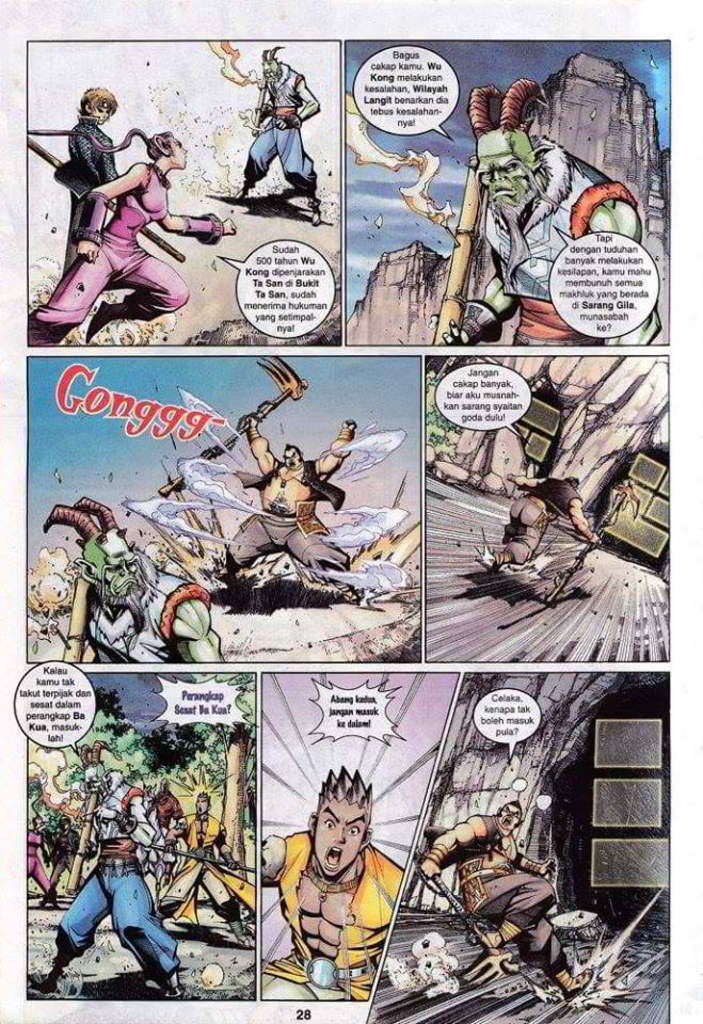 Sudah
500 tahun Wu
Kong dipenjarakan
Ta San di Bukit
Ta San, sudah
menerima hukuman
yang setimpal-
nya!
Bagus
cakap kamu. Wu
Kong melakukan
kesalahan, Wilayah
Langit benarkan dia
tebus kesalahan-
nya!
Tapi
dengan tuduhan
banyak melakukan
kesilapan, kamu mahu
membunuh semua
makhluk yang berada
di Sarang Gila,
munasabah
ke?
Gonggg-
Jangan
cakap banyak,
biar aku musnah-
kan sarang syaitan
goda dulu!
Kalau
kamu tak
takut terpijak dan
sesat dalam
perangkap Ba
Kua, masuk-
lah!
Perangkap
Sesat Ba Kua?
Abang kedua,
jangan masuk
ke dalam!
Celaka,
kenapa tak
boleh masuk
pula?
28